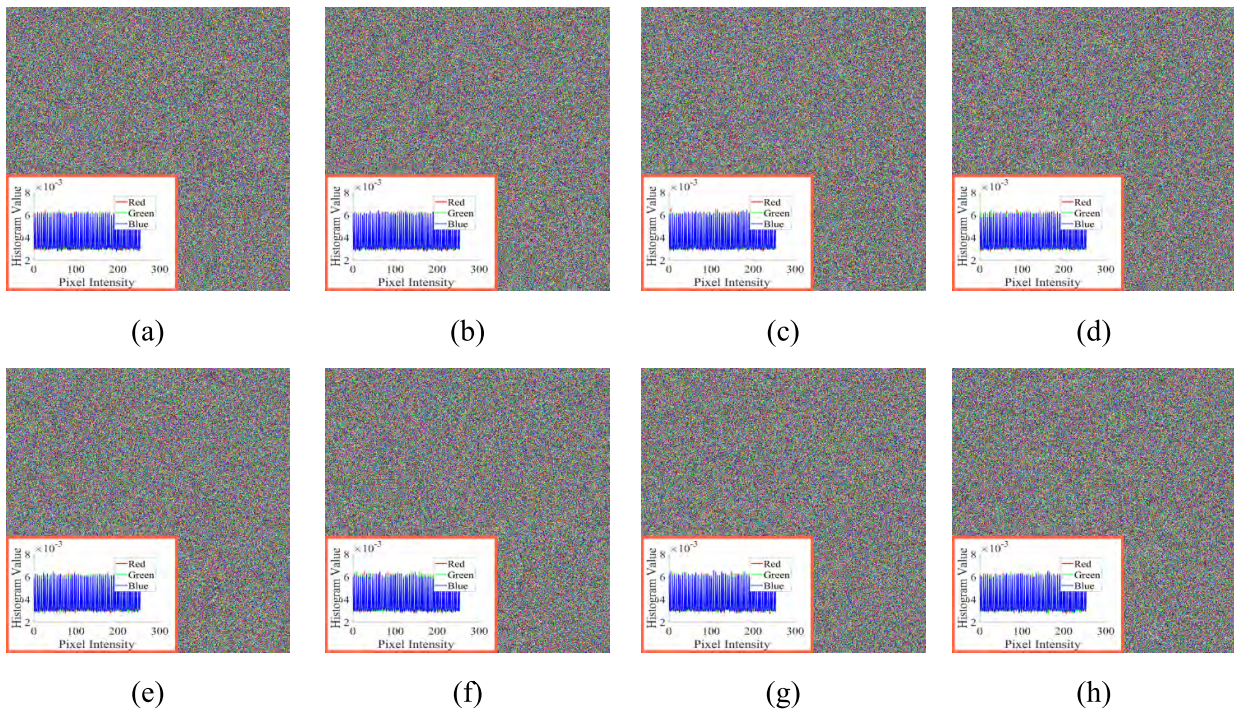 8 ×10⁻³ 8 ×10⁻³ 8 ×10⁻³ 8 ×10⁻³
Histogram Value 6 4 2 Red Green Blue 0 100 200 300 Pixel Intensity
Histogram Value 6 4 2 Red Green Blue 0 100 200 300 Pixel Intensity
Histogram Value 6 4 2 Red Green Blue 0 100 200 300 Pixel Intensity
Histogram Value 6 4 2 Red Green Blue 0 100 200 300 Pixel Intensity
(a) (b) (c) (d)
8 ×10⁻³ 8 ×10⁻³ 8 ×10⁻³ 8 ×10⁻³
Histogram Value 6 4 2 Red Green Blue 0 100 200 300 Pixel Intensity
Histogram Value 6 4 2 Red Green Blue 0 100 200 300 Pixel Intensity
Histogram Value 6 4 2 Red Green Blue 0 100 200 300 Pixel Intensity
Histogram Value 6 4 2 Red Green Blue 0 100 200 300 Pixel Intensity
(e) (f) (g) (h)